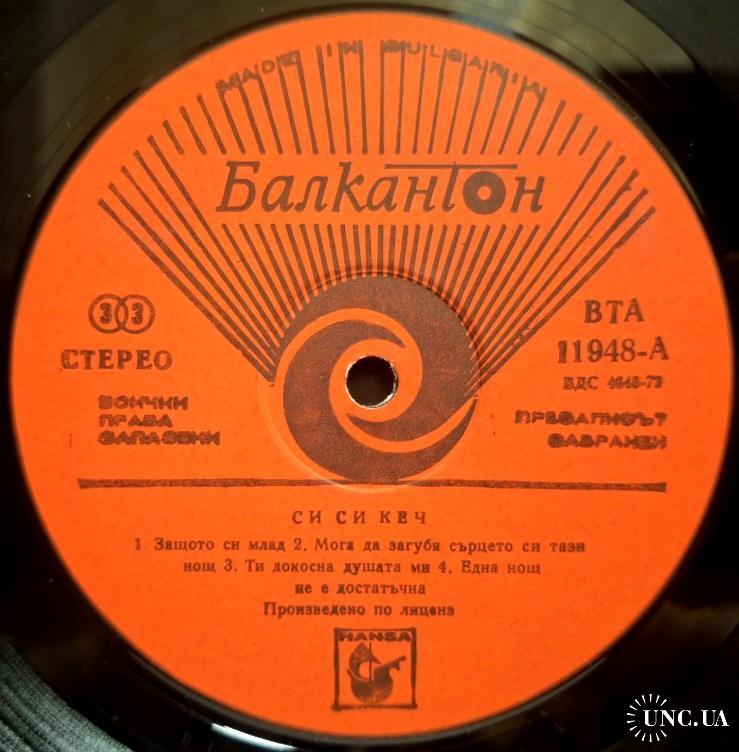 MADE IN BULGARIA
Балкантон
33
СТЕРЕО
ВТА
11948-А
БДС 4648-73
ВСИЧКИ
ПРАВА
ЗАПАЗЕНИ
ПРЕЗАПИСЪТ
ЗАБРАНЕН
СИ СИ КЕЧ
1. Защото си млад 2. Мога да загубя сърцето си тази
нощ 3. Ти докосна душата ми 4. Една нощ
не е достатъчна
Произведено по лиценз
HANSA
UNC.UA